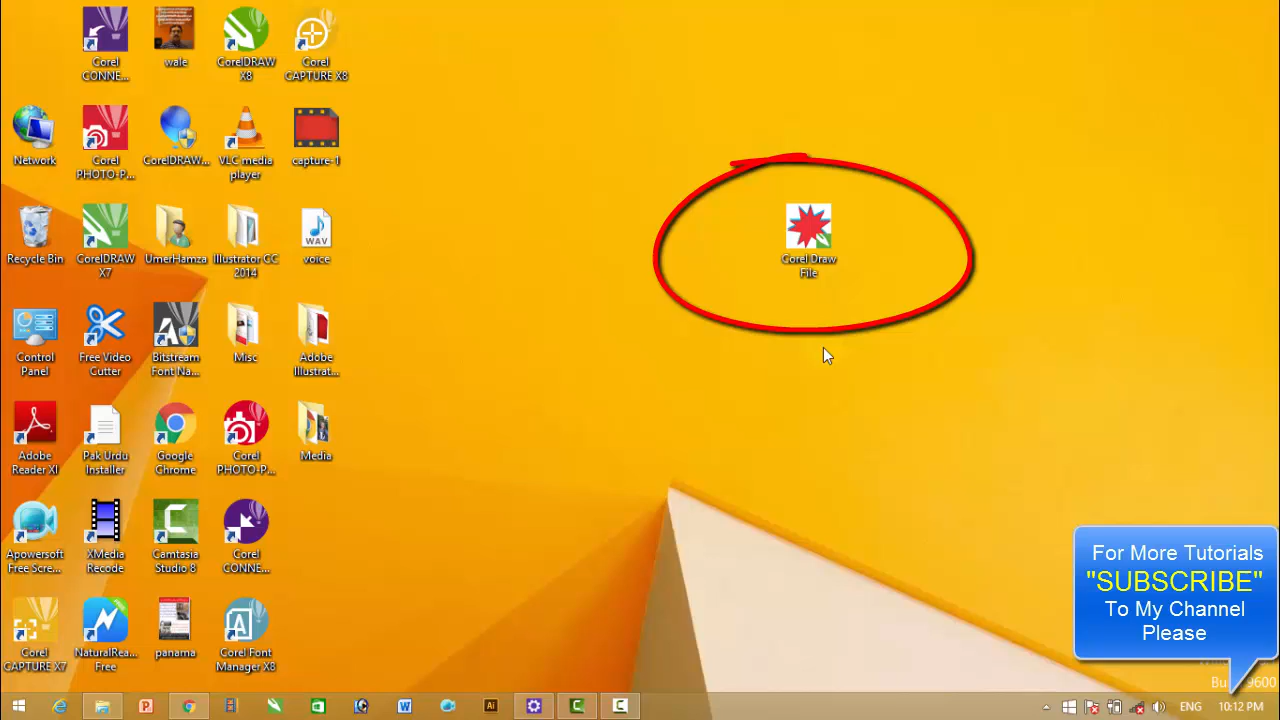 Corel
CONNE...
wale
CorelDRAW
X8
Corel
CAPTURE X8
Network
Corel
PHOTO-P...
CorelDRAW...
VLC media
player
capture-1
Recycle Bin
CorelDRAW
X7
UmerHamza
Illustrator CC
2014
WAV
voice
Corel Draw
File
Control
Panel
Free Video
Cutter
Bitstream
Font Na...
Misc
Adobe
Illustrat...
Adobe
Reader XI
Pak Urdu
Installer
Google
Chrome
Corel
PHOTO-P...
Media
Apowersoft
Free Scre...
XMedia
Recode
Camtasia
Studio 8
Corel
CONNE...
Corel
CAPTURE X7
NaturalRea...
Free
panama
Corel Font
Manager X8
For More Tutorials
"SUBSCRIBE"
To My Channel
Please
9600
ENG
10:12 PM